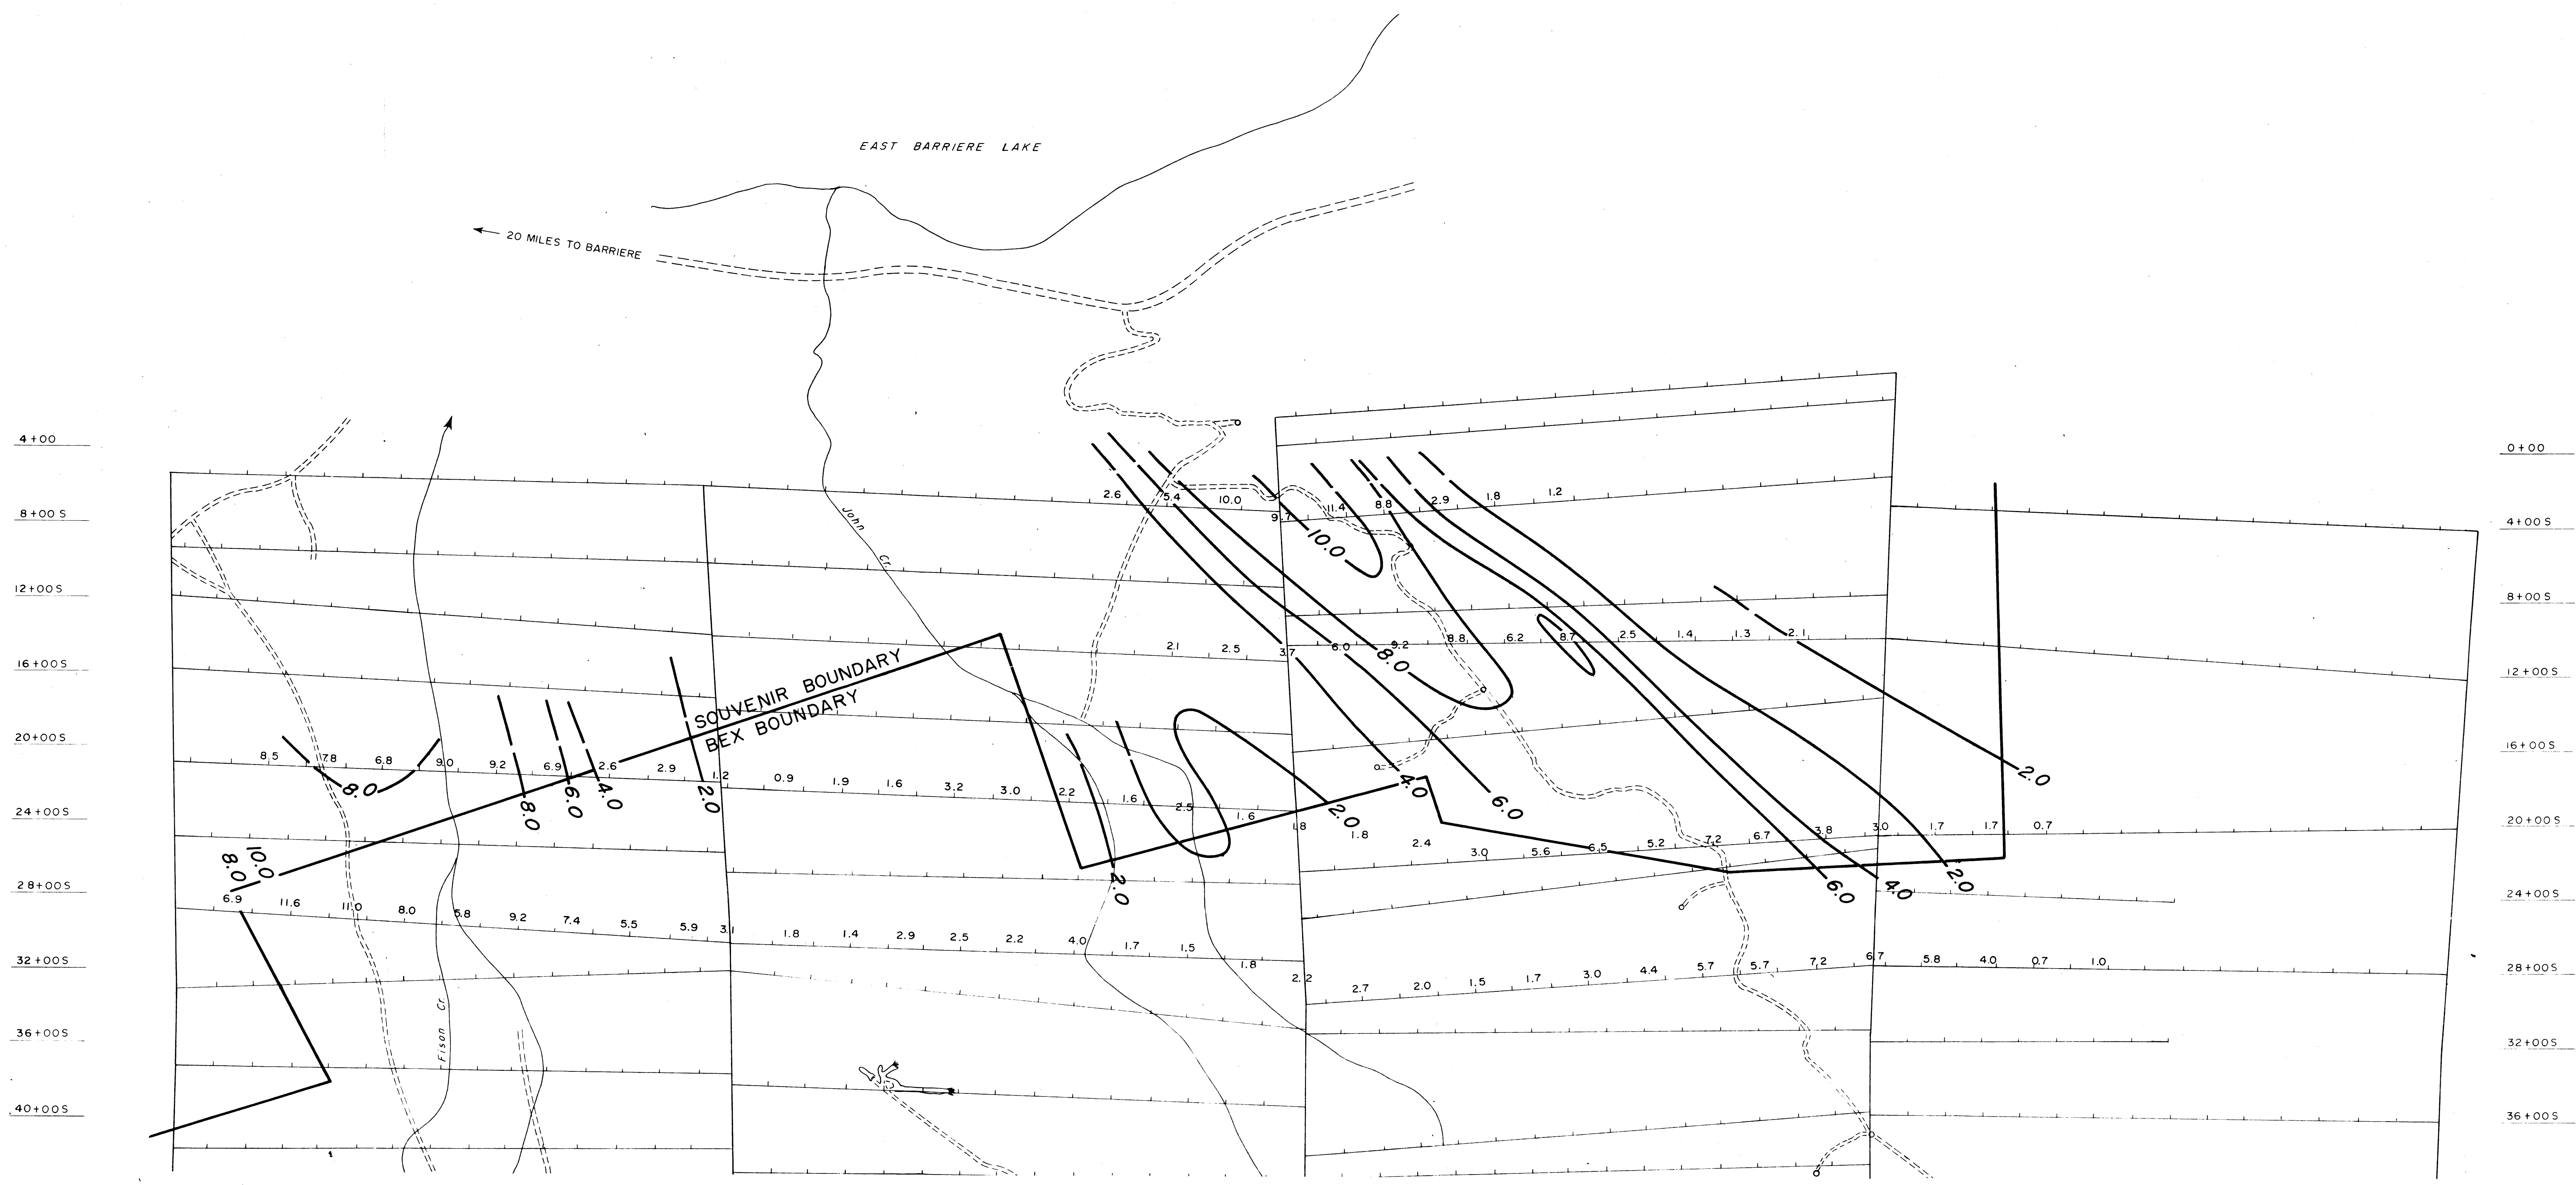 EAST BARRIERE LAKE
20 MILES TO BARRIERE
4+00
8+00 S
12+00 S
16+00 S
20+00 S
24+00 S
28+00 S
32+00 S
36+00 S
40+00 S
0+00
4+00 S
8+00 S
12+00 S
16+00 S
20+00 S
24+00 S
28+00 S
32+00 S
36+00 S
John Cr.
Fison Cr.
SOUVENIR BOUNDARY
BEX BOUNDARY
2.6 5.4 10.0 9.7 11.4 8.8 2.9 1.8 1.2
10.0
2.1 2.5 3.7 6.0 9.2 8.8 6.2 8.7 2.5 1.4 1.3 2.1
8.0
8.5 7.8 6.8 9.0 9.2 6.9 2.6 2.9 1.2 0.9 1.9 1.6 3.2 3.0 2.2 1.6 2.5 1.6 1.8 1.8 2.4 3.0 5.6 6.5 5.2 7.2 6.7 3.8 3.0 1.7 1.7 0.7
8.0 8.0 6.0 4.0 2.0 2.0 2.0 4.0 6.0 6.0 4.0 2.0 2.0
8.0 10.0
6.9 11.6 11.0 8.0 5.8 9.2 7.4 5.5 5.9 3.1 1.8 1.4 2.9 2.5 2.2 4.0 1.7 1.5 1.8 2.2 2.7 2.0 1.5 1.7 3.0 4.4 5.7 5.7 7.2 6.7 5.8 4.0 0.7 1.0